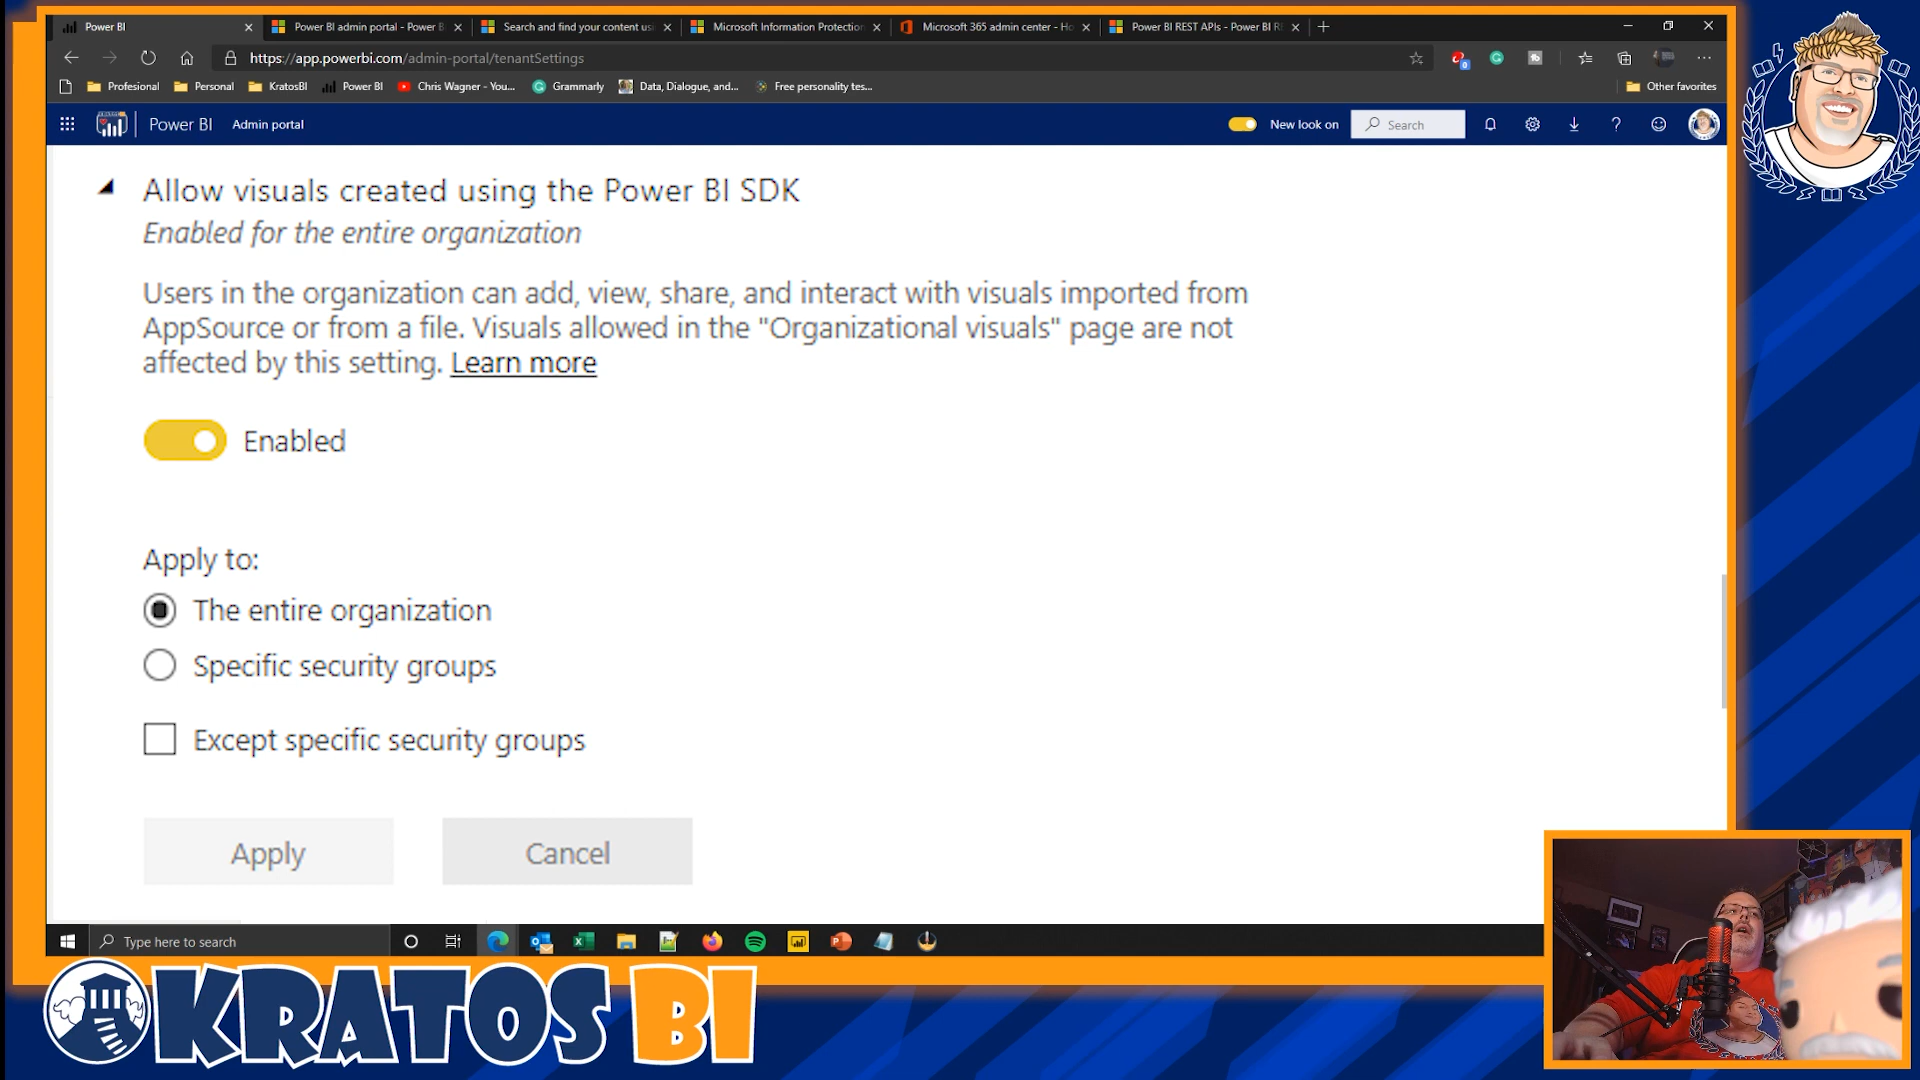 Power BI
Power BI admin portal - Power B
Search and find your content us
Microsoft Information Protection
Microsoft 365 admin center - Ho
Power BI REST APIs - Power BI R
https://app.powerbi.com/admin-portal/tenantSettings
Profesional
Personal
KratosBI
Power BI
Chris Wagner - You...
Grammarly
Data, Dialogue, and...
Free personality tes...
Other favorites
Power BI
Admin portal
New look on
Search
Allow visuals created using the Power BI SDK
Enabled for the entire organization
Users in the organization can add, view, share, and interact with visuals imported from
AppSource or from a file. Visuals allowed in the "Organizational visuals" page are not
affected by this setting. Learn more
Enabled
Apply to:
The entire organization
Specific security groups
Except specific security groups
Apply
Cancel
Type here to search
KRATOS BI